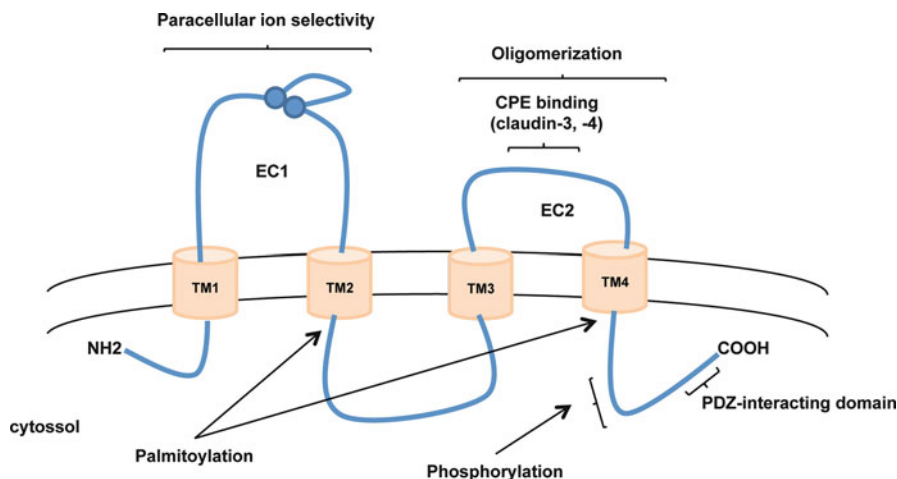 Paracellular ion selectivity
Oligomerization
CPE binding
(claudin-3, -4)
EC1
EC2
TM1
TM2
TM3
TM4
NH2
COOH
PDZ-interacting domain
cytossol
Palmitoylation
Phosphorylation